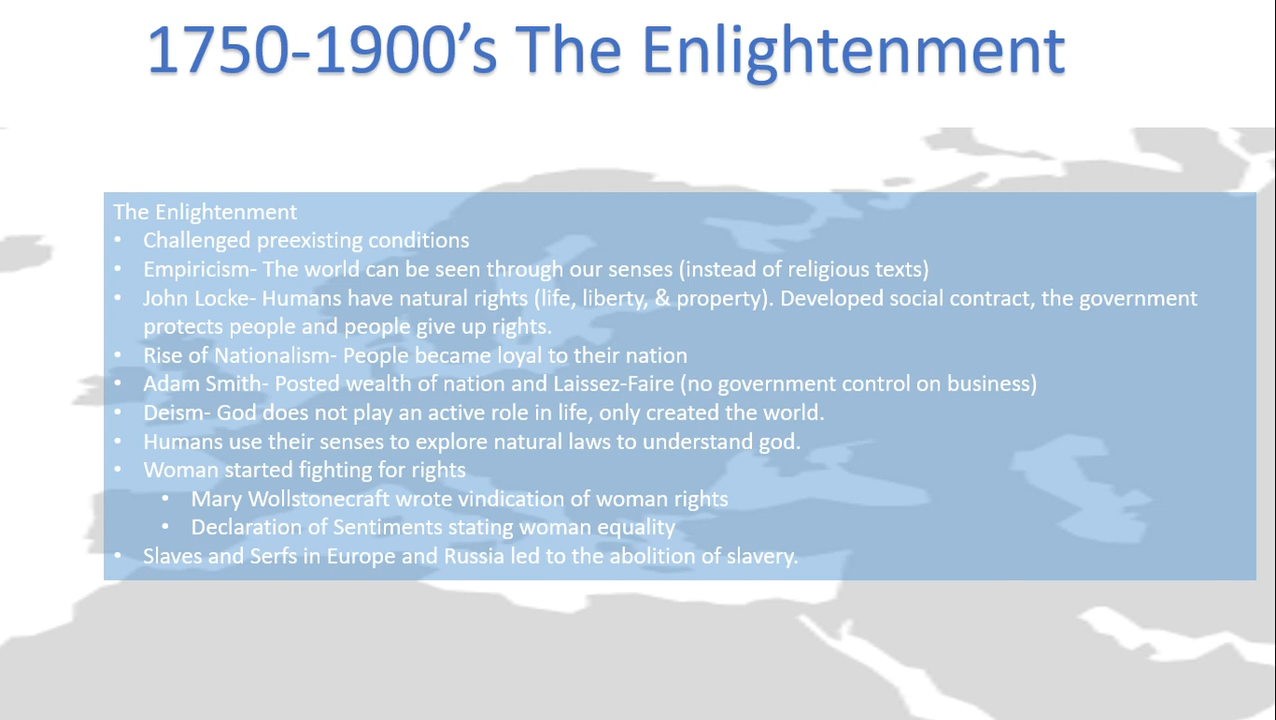 1750-1900’s The Enlightenment
The Enlightenment
• Challenged preexisting conditions
• Empiricism- The world can be seen through our senses (instead of religious texts)
• John Locke- Humans have natural rights (life, liberty, & property). Developed social contract, the government
protects people and people give up rights.
• Rise of Nationalism- People became loyal to their nation
• Adam Smith- Posted wealth of nation and Laissez-Faire (no government control on business)
• Deism- God does not play an active role in life, only created the world.
• Humans use their senses to explore natural laws to understand god.
• Woman started fighting for rights
• Mary Wollstonecraft wrote vindication of woman rights
• Declaration of Sentiments stating woman equality
• Slaves and Serfs in Europe and Russia led to the abolition of slavery.